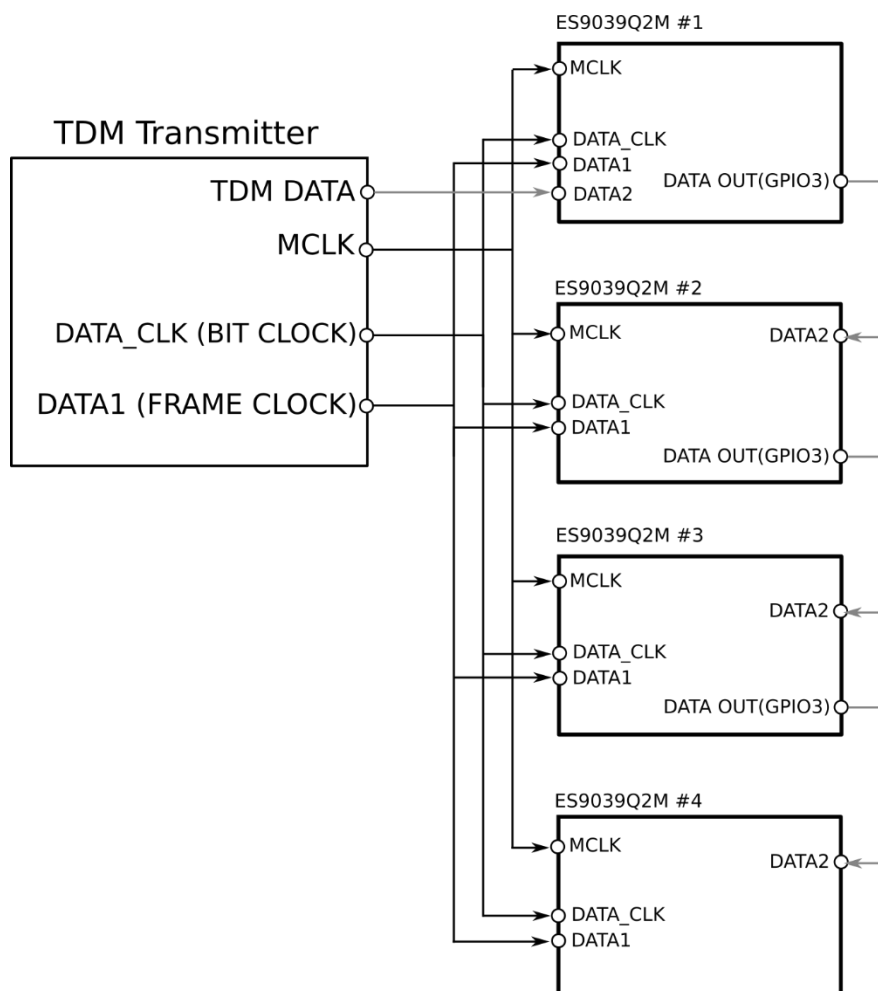 ES9039Q2M #1
MCLK
DATA_CLK
DATA1
DATA2
DATA OUT(GPIO3)
TDM Transmitter
TDM DATA
MCLK
DATA_CLK (BIT CLOCK)
DATA1 (FRAME CLOCK)
ES9039Q2M #2
MCLK
DATA2
DATA_CLK
DATA1
DATA OUT(GPIO3)
ES9039Q2M #3
MCLK
DATA2
DATA_CLK
DATA1
DATA OUT(GPIO3)
ES9039Q2M #4
MCLK
DATA2
DATA_CLK
DATA1